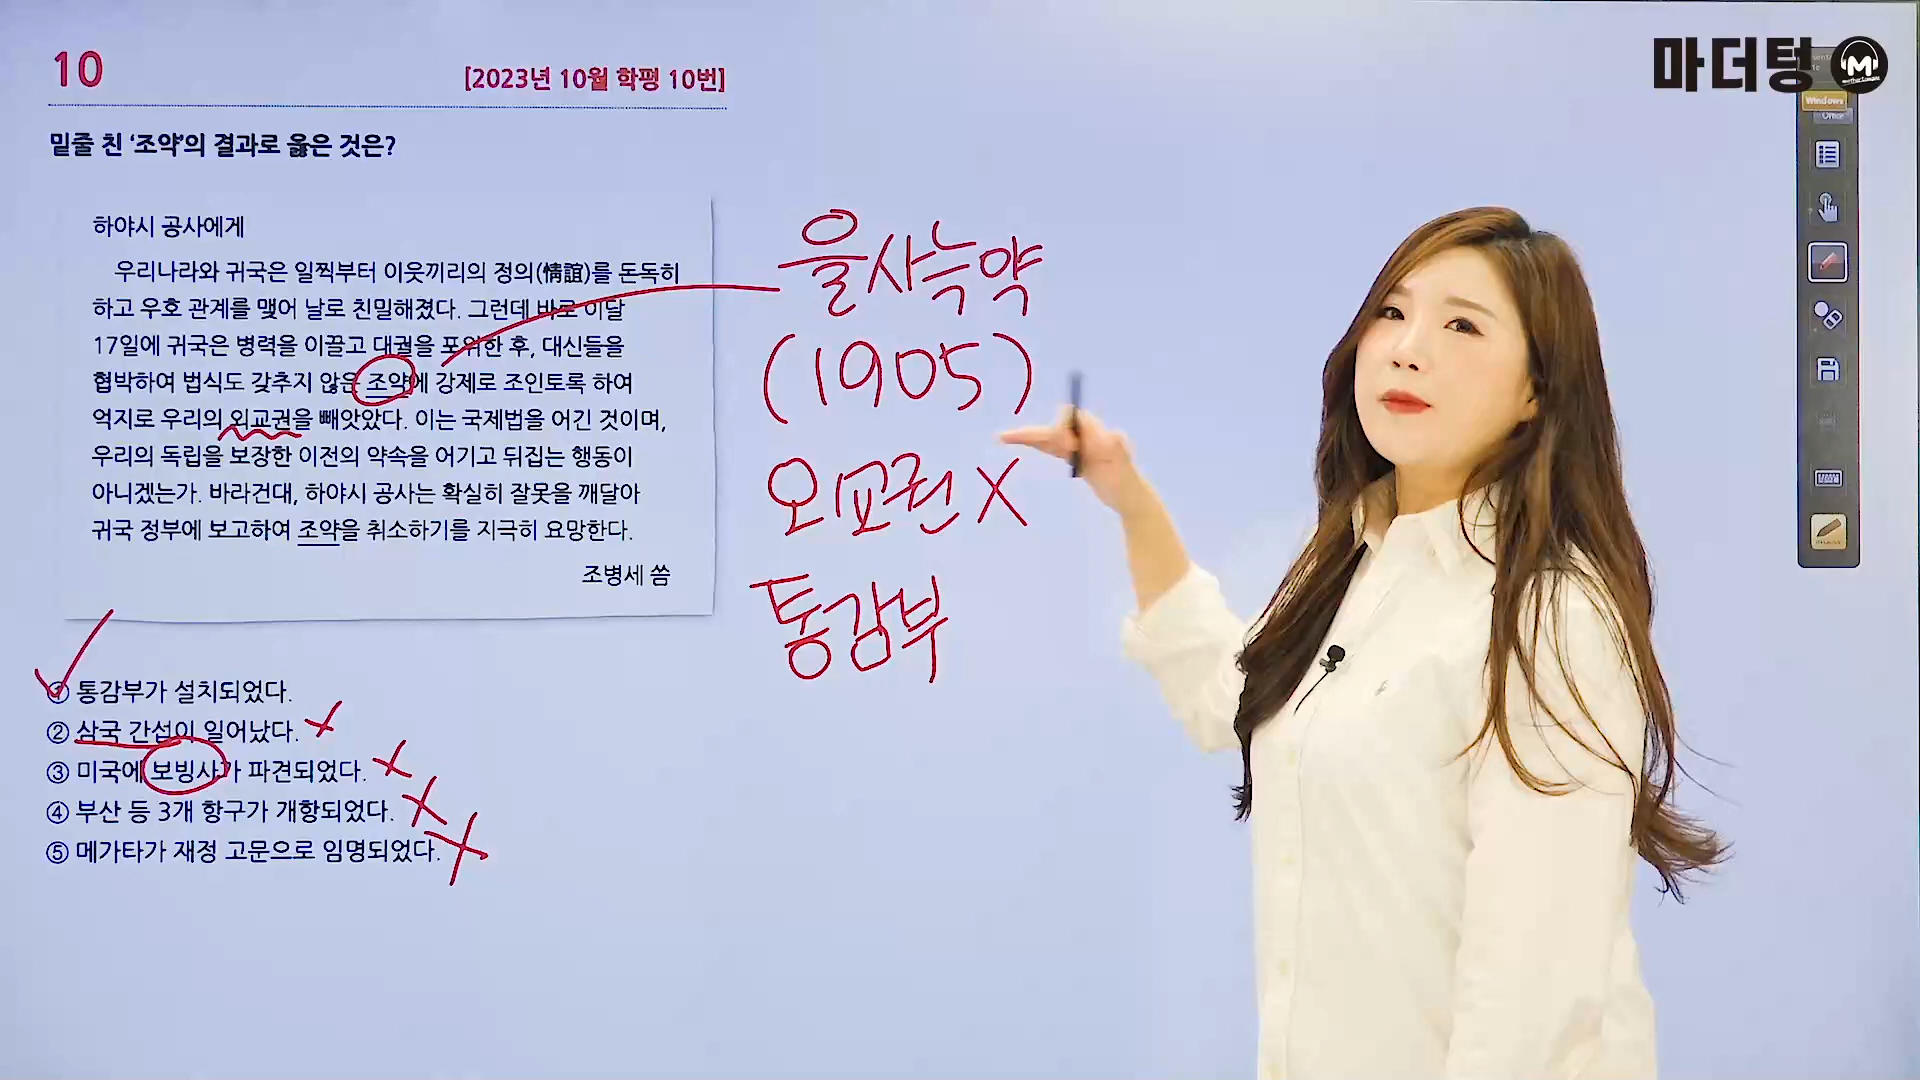 마더텅 M
Windows
Office
10
[2023년 10월 학평 10번]
밑줄 친 ‘조약’의 결과로 옳은 것은?
하야시 공사에게
우리나라와 귀국은 일찍부터 이웃끼리의 정의(情誼)를 돈독히
하고 우호 관계를 맺어 날로 친밀해졌다. 그런데 바로 이달
17일에 귀국은 병력을 이끌고 대궐을 포위한 후, 대신들을
협박하여 법식도 갖추지 않은 조약에 강제로 조인토록 하여
억지로 우리의 외교권을 빼앗았다. 이는 국제법을 어긴 것이며,
우리의 독립을 보장한 이전의 약속을 어기고 뒤집는 행동이
아니겠는가. 바라건대, 하야시 공사는 확실히 잘못을 깨달아
귀국 정부에 보고하여 조약을 취소하기를 지극히 요망한다.
조병세 씀
① 통감부가 설치되었다.
② 삼국 간섭이 일어났다.
③ 미국에 보빙사가 파견되었다.
④ 부산 등 3개 항구가 개항되었다.
⑤ 메가타가 재정 고문으로 임명되었다.
을사늑약
(1905)
외교권 X
통감부